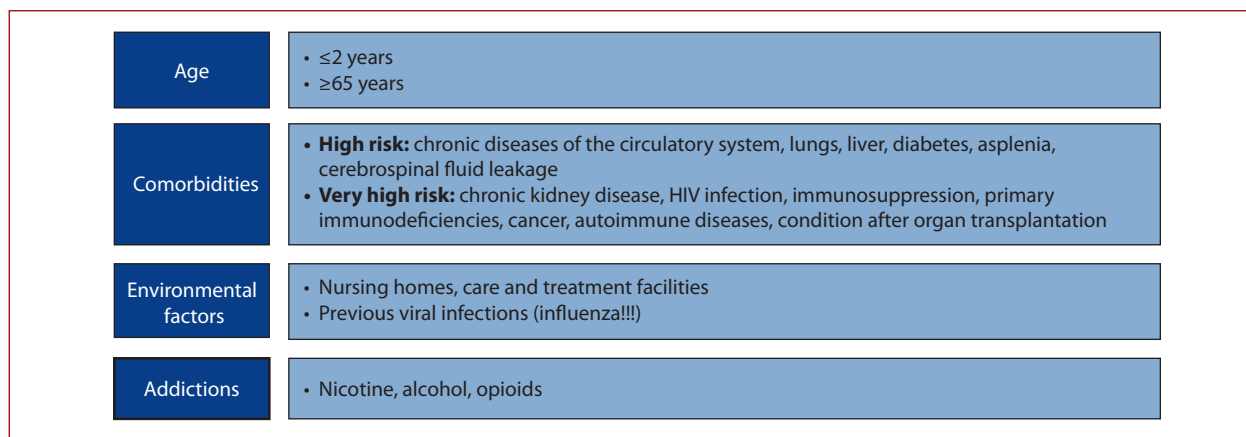 Age
• ≤2 years
• ≥65 years
Comorbidities
• High risk: chronic diseases of the circulatory system, lungs, liver, diabetes, asplenia,
cerebrospinal fluid leakage
• Very high risk: chronic kidney disease, HIV infection, immunosuppression, primary
immunodeficiencies, cancer, autoimmune diseases, condition after organ transplantation
Environmental
factors
• Nursing homes, care and treatment facilities
• Previous viral infections (influenza!!!)
Addictions
• Nicotine, alcohol, opioids